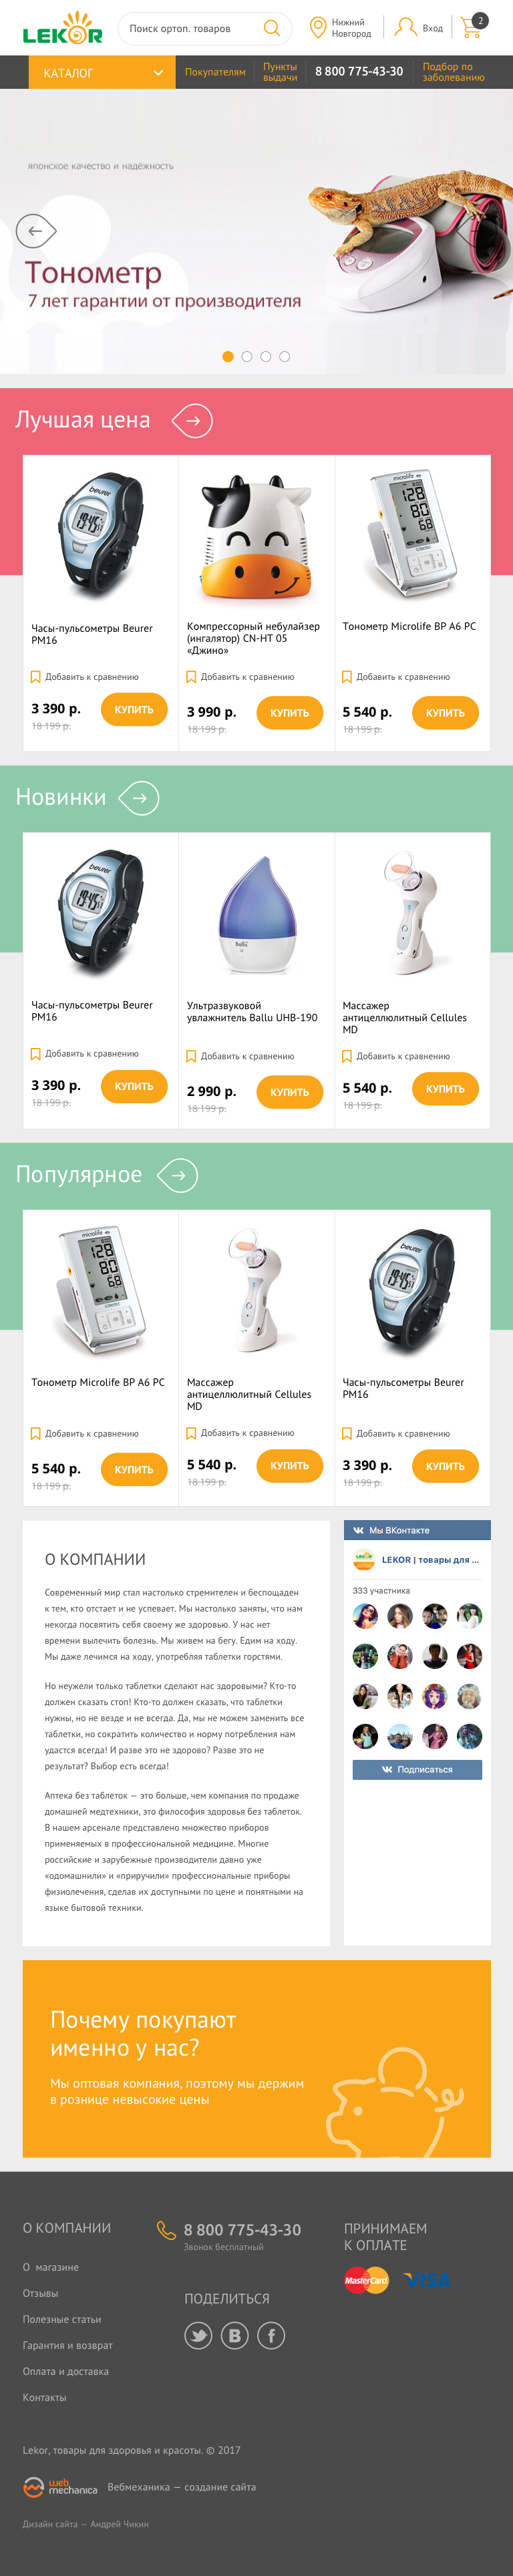 LEKOR
Поиск ортоп. товаров
Нижний
Новгород
Вход
2
КАТАЛОГ
Покупателям
Пункты
выдачи
8 800 775-43-30
Подбор по
заболеванию
японское качество и надёжность
Тонометр
7 лет гарантии от производителя
Лучшая цена
beurer
microlife
128
80
68
Часы-пульсометры Beurer
PM16
Компрессорный небулайзер
(ингалятор) CN-HT 05
«Джино»
Тонометр Microlife BP A6 PC
Добавить к сравнению
Добавить к сравнению
Добавить к сравнению
3 390 р.
18 199 р.
КУПИТЬ
3 990 р.
18 199 р.
КУПИТЬ
5 540 р.
18 199 р.
КУПИТЬ
Новинки
beurer
Ballu
Часы-пульсометры Beurer
PM16
Ультразвуковой
увлажнитель Ballu UHB-190
Массажер
антицеллюлитный Cellules
MD
Добавить к сравнению
Добавить к сравнению
Добавить к сравнению
3 390 р.
18 199 р.
КУПИТЬ
2 990 р.
18 199 р.
КУПИТЬ
5 540 р.
18 199 р.
КУПИТЬ
Популярное
microlife
128
80
68
beurer
Тонометр Microlife BP A6 PC
Массажер
антицеллюлитный Cellules
MD
Часы-пульсометры Beurer
PM16
Добавить к сравнению
Добавить к сравнению
Добавить к сравнению
5 540 р.
18 199 р.
КУПИТЬ
5 540 р.
18 199 р.
КУПИТЬ
3 390 р.
18 199 р.
КУПИТЬ
О КОМПАНИИ
Современный мир стал настолько стремителен и беспощаден
к тем, кто отстает и не успевает. Мы настолько заняты, что нам
некогда посвятить себя своему же здоровью. У нас нет
времени вылечить болезнь. Мы живем на бегу. Едим на ходу.
Мы даже лечимся на ходу, употребляя таблетки горстями.
Но неужели только таблетки сделают нас здоровыми? Кто-то
должен сказать стоп! Кто-то должен сказать, что таблетки
нужны, но не везде и не всегда. Да, мы не можем заменить все
таблетки, но сократить количество и норму потребления нам
удастся всегда! И разве это не здорово? Разве это не
результат? Выбор есть всегда!
Аптека без таблеток — это больше, чем компания по продаже
домашней медтехники, это философия здоровья без таблеток.
В нашем арсенале представлено множество приборов
применяемых в профессиональной медицине. Многие
российские и зарубежные производители давно уже
«одомашнили» и «приручили» профессиональные приборы
физиолечения, сделав их доступными по цене и понятными на
языке бытовой техники.
Мы ВКонтакте
LEKOR | товары для ...
333 участника
Подписаться
Почему покупают
именно у нас?
Мы оптовая компания, поэтому мы держим
в рознице невысокие цены
О КОМПАНИИ
О магазине
Отзывы
Полезные статьи
Гарантия и возврат
Оплата и доставка
Контакты
8 800 775-43-30
Звонок бесплатный
ПОДЕЛИТЬСЯ
ПРИНИМАЕМ
К ОПЛАТЕ
MasterCard
VISA
Lekor, товары для здоровья и красоты. © 2017
web
mechanica
Вебмеханика — создание сайта
Дизайн сайта — Андрей Чикин